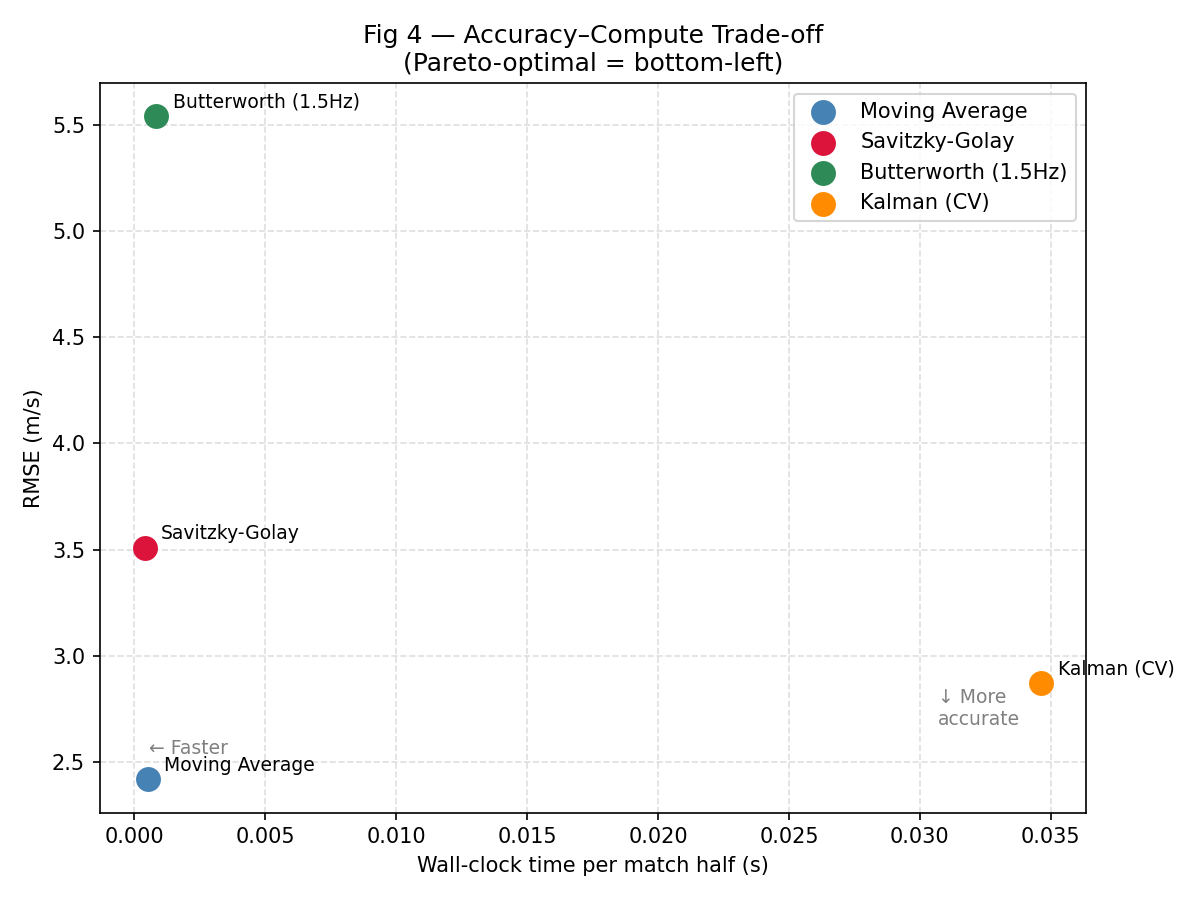 Fig 4 — Accuracy–Compute Trade-off
(Pareto-optimal = bottom-left)
Butterworth (1.5Hz)
Moving Average
Savitzky-Golay
Butterworth (1.5Hz)
Kalman (CV)
5.5
5.0
4.5
4.0
3.5
3.0
2.5
RMSE (m/s)
Savitzky-Golay
Kalman (CV)
↓ More
accurate
← Faster
Moving Average
0.000
0.005
0.010
0.015
0.020
0.025
0.030
0.035
Wall-clock time per match half (s)